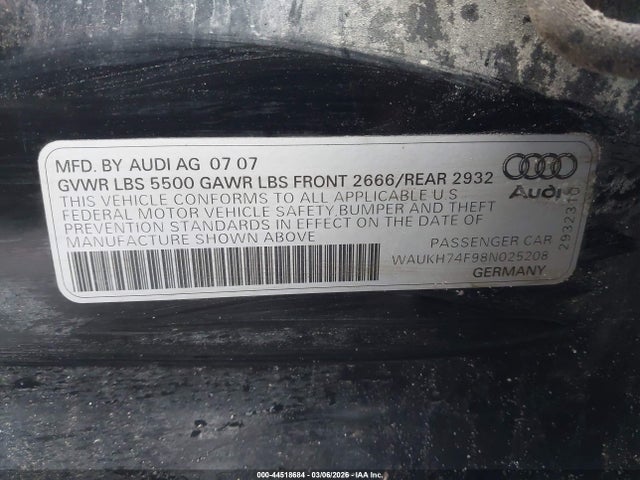 MFD. BY AUDI AG 07 07
GVWR LBS 5500 GAWR LBS FRONT 2666/REAR 2932
THIS VEHICLE CONFORMS TO ALL APPLICABLE U S
FEDERAL MOTOR VEHICLE SAFETY, BUMPER AND THEFT
PREVENTION STANDARDS IN EFFECT ON THE DATE OF
MANUFACTURE SHOWN ABOVE
PASSENGER CAR
WAUKH74F98N025208
GERMANY
Audi
2932310
000-44518684 - 03/06/2026 - IAA Inc.